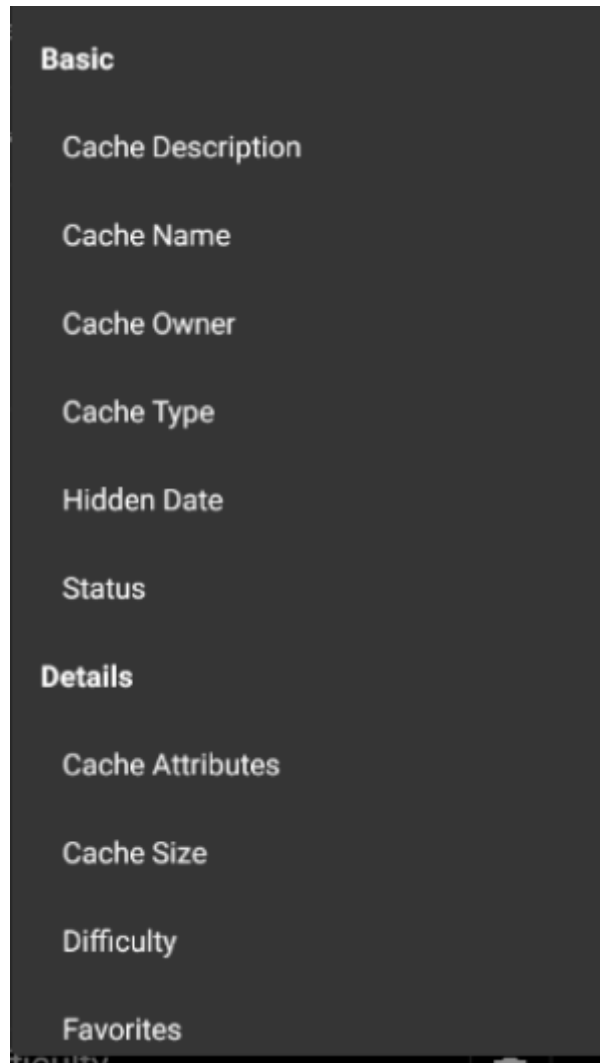 Basic
Cache Description
Cache Name
Cache Owner
Cache Type
Hidden Date
Status
Details
Cache Attributes
Cache Size
Difficulty
Favorites